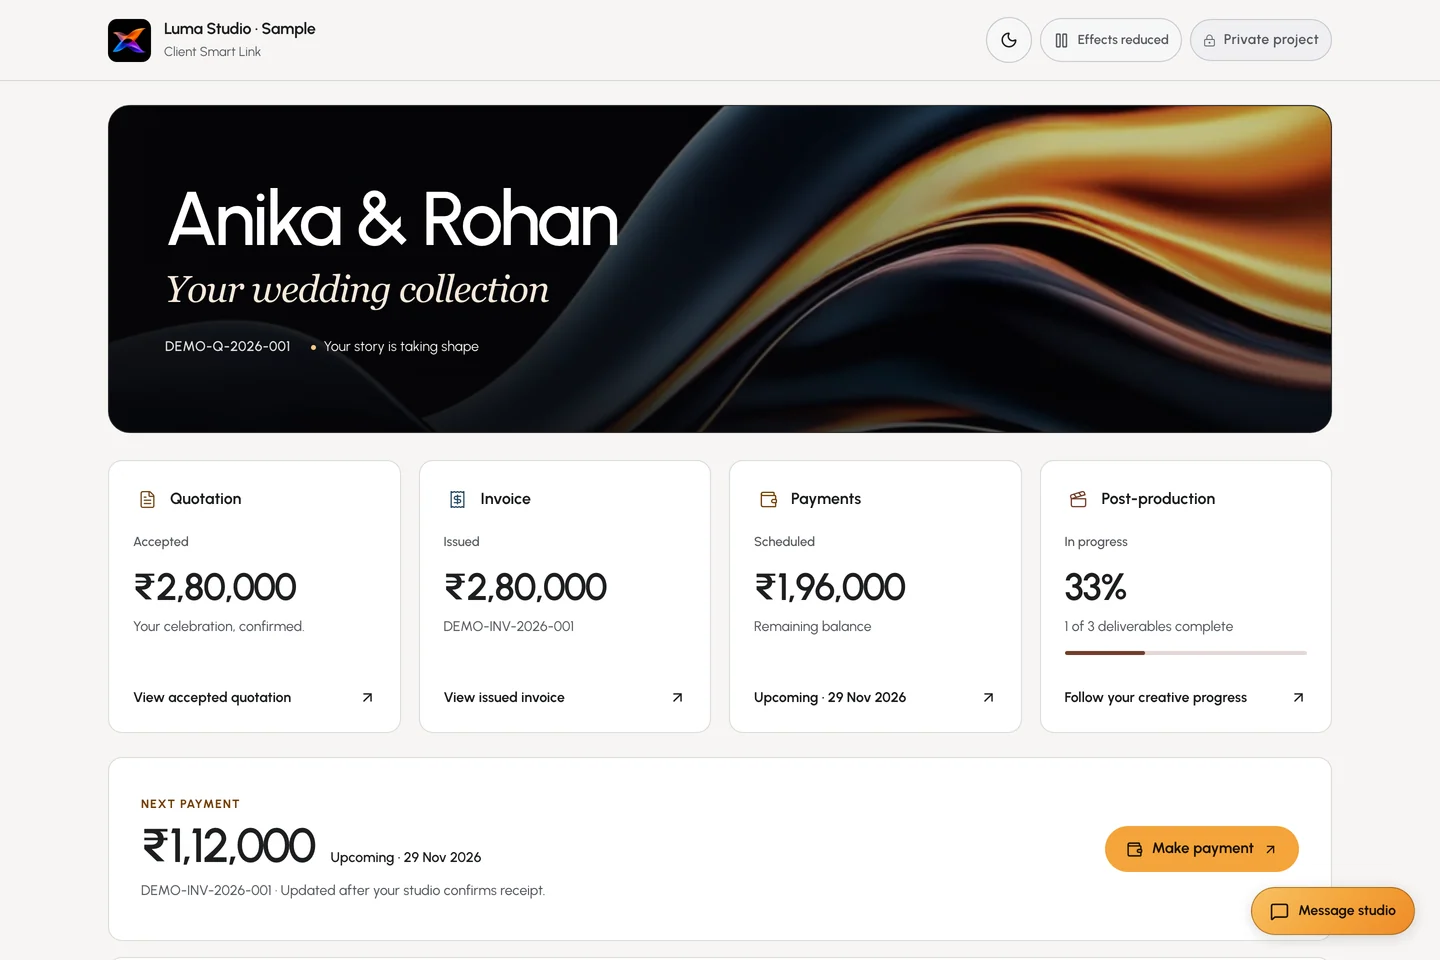 Luma Studio · Sample
Client Smart Link
Effects reduced
Private project
Anika & Rohan
Your wedding collection
DEMO-Q-2026-001 • Your story is taking shape
Quotation
Accepted
₹2,80,000
Your celebration, confirmed.
View accepted quotation
Invoice
Issued
₹2,80,000
DEMO-INV-2026-001
View issued invoice
Payments
Scheduled
₹1,96,000
Remaining balance
Upcoming · 29 Nov 2026
Post-production
In progress
33%
1 of 3 deliverables complete
Follow your creative progress
NEXT PAYMENT
₹1,12,000 Upcoming · 29 Nov 2026
DEMO-INV-2026-001 · Updated after your studio confirms receipt.
Make payment
Message studio